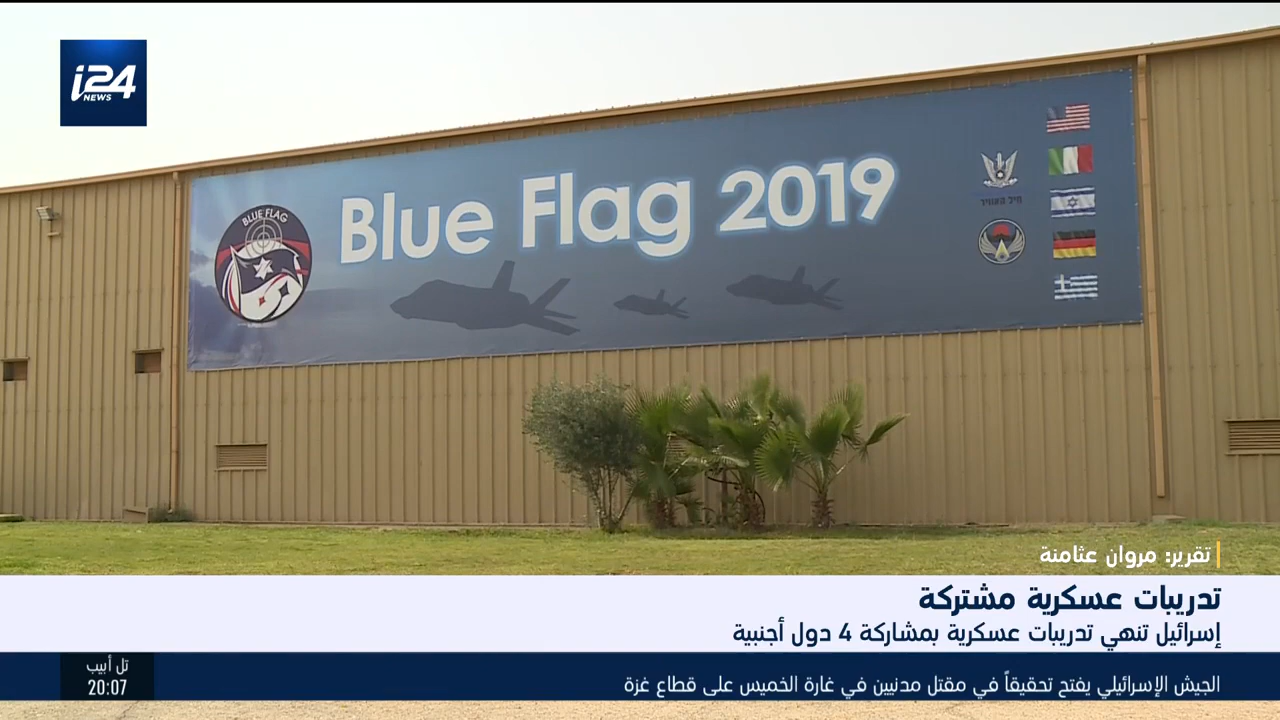 i24
NEWS
BLUE FLAG
Blue Flag 2019
חיל האוויר
تقرير: مروان عثامنة
تدريبات عسكرية مشتركة
إسرائيل تنهي تدريبات عسكرية بمشاركة 4 دول أجنبية
تل أبيب
20:07
الجيش الإسرائيلي يفتح تحقيقاً في مقتل مدنيين في غارة الخميس على قطاع غزة